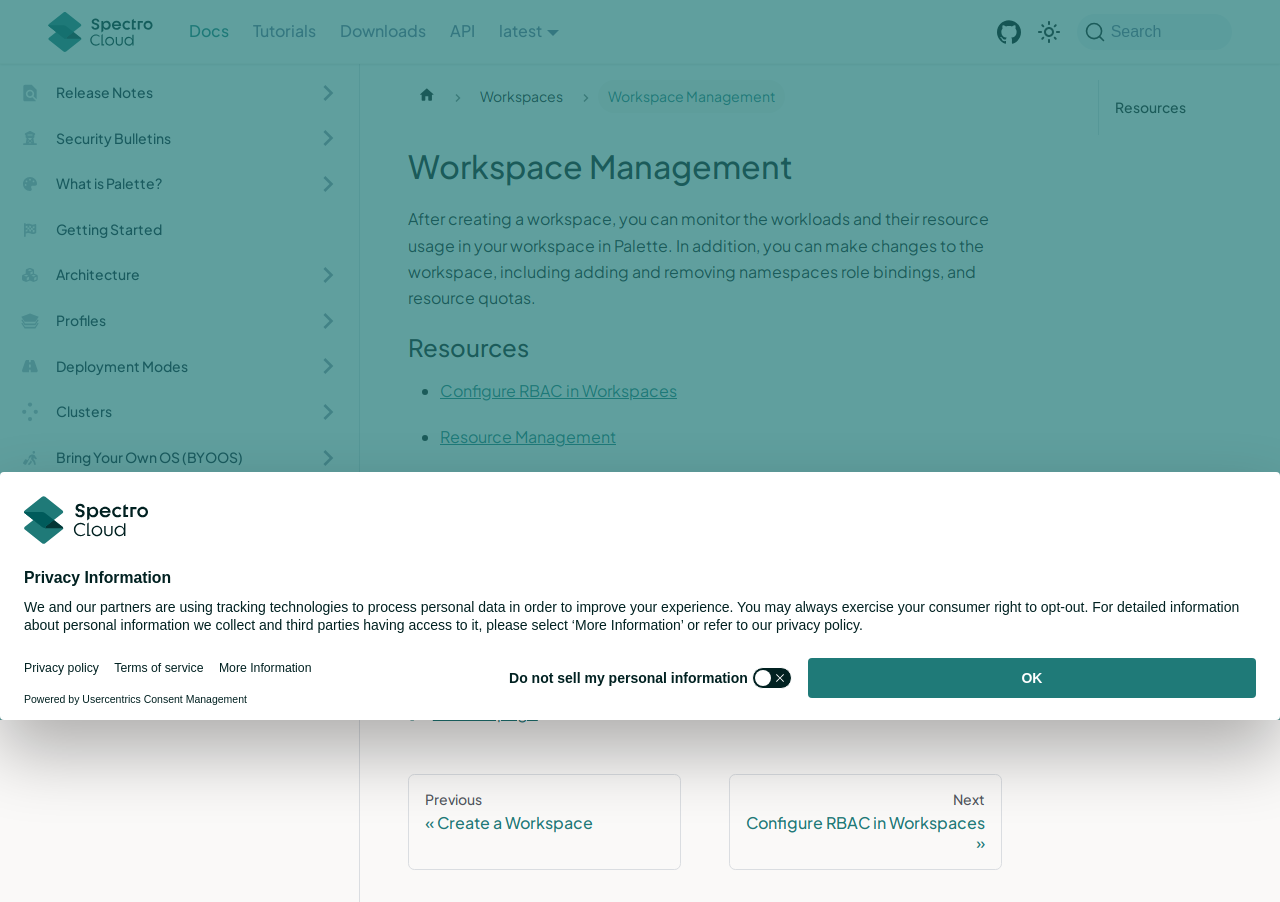 Spectro Cloud
Docs
Tutorials
Downloads
API
latest
Search
Release Notes
Security Bulletins
What is Palette?
Getting Started
Architecture
Profiles
Deployment Modes
Clusters
Bring Your Own OS (BYOOS)
Workspaces
Workspace Management
Resources
Workspace Management
After creating a workspace, you can monitor the workloads and their resource
usage in your workspace in Palette. In addition, you can make changes to the
workspace, including adding and removing namespaces role bindings, and
resource quotas.
Resources
Configure RBAC in Workspaces
Resource Management
Spectro Cloud
Privacy Information
We and our partners are using tracking technologies to process personal data in order to improve your experience. You may always exercise your consumer right to opt-out. For detailed information
about personal information we collect and third parties having access to it, please select ‘More Information’ or refer to our privacy policy.
Privacy policy
Terms of service
More Information
Do not sell my personal information
OK
Powered by Usercentrics Consent Management
Previous
« Create a Workspace
Next
Configure RBAC in Workspaces
»